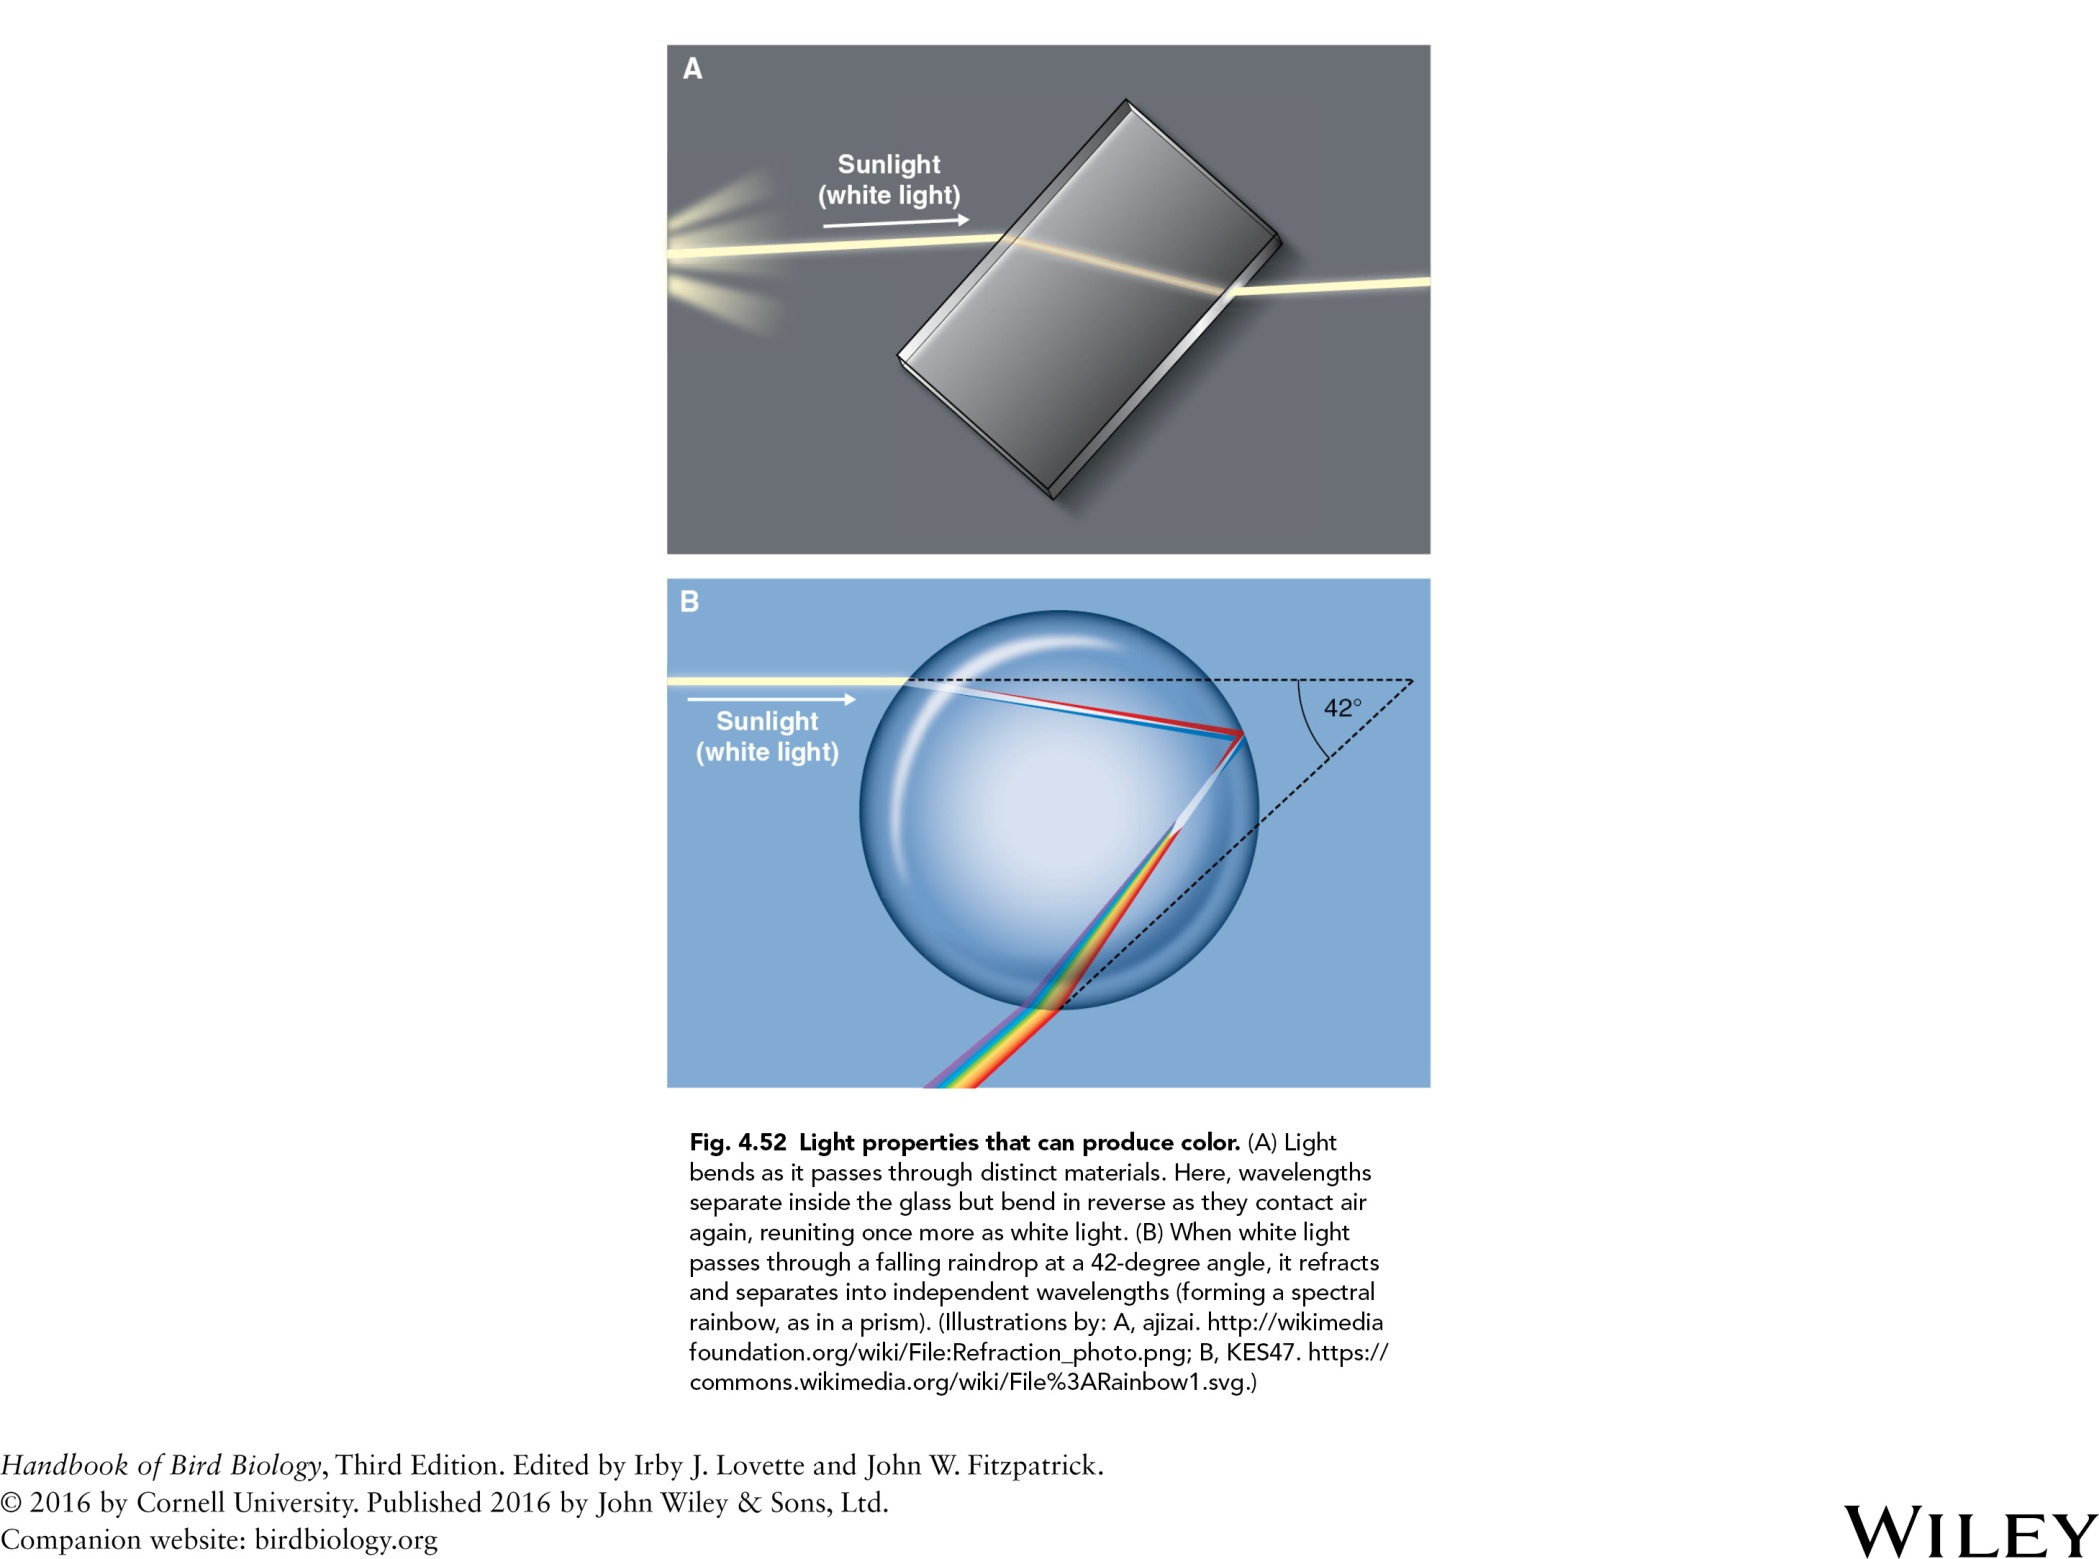 A
Sunlight
(white light)
B
Sunlight
(white light)
42°
Fig. 4.52 Light properties that can produce color. (A) Light
bends as it passes through distinct materials. Here, wavelengths
separate inside the glass but bend in reverse as they contact air
again, reuniting once more as white light. (B) When white light
passes through a falling raindrop at a 42-degree angle, it refracts
and separates into independent wavelengths (forming a spectral
rainbow, as in a prism). (Illustrations by: A, ajizai. http://wikimedia
foundation.org/wiki/File:Refraction_photo.png; B, KES47. https://
commons.wikimedia.org/wiki/File%3ARainbow1.svg.)
Handbook of Bird Biology, Third Edition. Edited by Irby J. Lovette and John W. Fitzpatrick.
© 2016 by Cornell University. Published 2016 by John Wiley & Sons, Ltd.
Companion website: birdbiology.org
WILEY